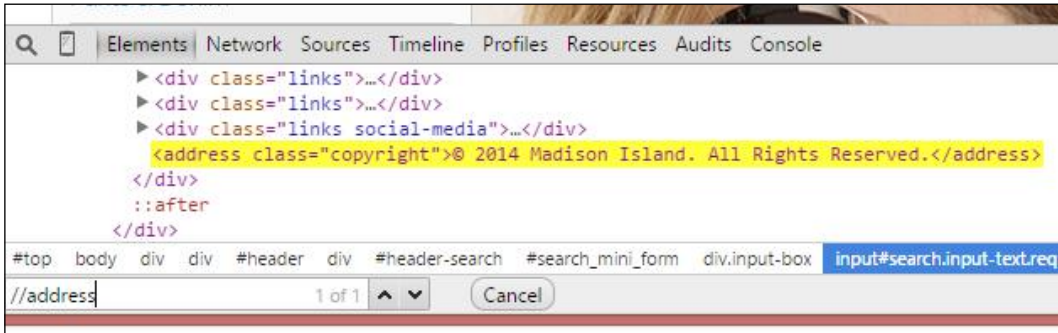 Elements Network Sources Timeline Profiles Resources Audits Console
▶<div class="links">…</div>
▶<div class="links">…</div>
▶<div class="links social-media">…</div>
<address class="copyright">© 2014 Madison Island. All Rights Reserved.</address>
</div>
::after
</div>
#top body div div #header div #header-search #search_mini_form div.input-box input#search.input-text.req
//address 1 of 1 Cancel